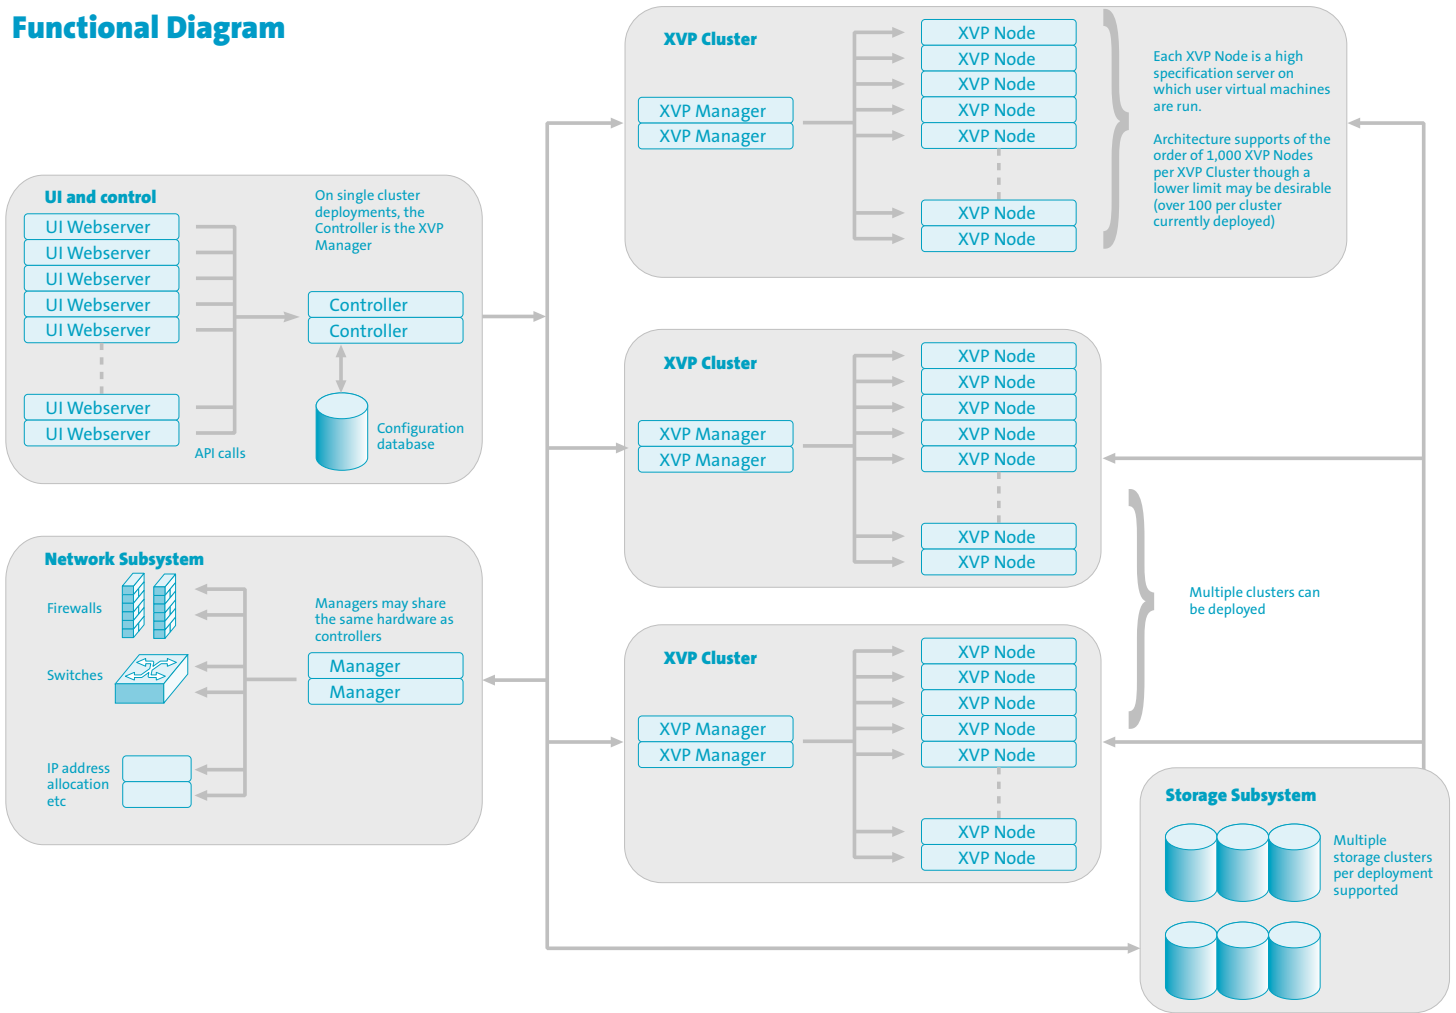 Functional Diagram
UI and control
UI Webserver
UI Webserver
UI Webserver
UI Webserver
UI Webserver
UI Webserver
UI Webserver
API calls
On single cluster
deployments, the
Controller is the XVP
Manager
Controller
Controller
Configuration
database
Network Subsystem
Firewalls
Switches
IP address
allocation
etc
Managers may share
the same hardware as
controllers
Manager
Manager
XVP Cluster
XVP Manager
XVP Manager
XVP Node
XVP Node
XVP Node
XVP Node
XVP Node
XVP Node
XVP Node
Each XVP Node is a high
specification server on
which user virtual machines
are run.
Architecture supports of the
order of 1,000 XVP Nodes
per XVP Cluster though a
lower limit may be desirable
(over 100 per cluster
currently deployed)
XVP Cluster
XVP Manager
XVP Manager
XVP Node
XVP Node
XVP Node
XVP Node
XVP Node
XVP Node
XVP Node
Multiple clusters can
be deployed
XVP Cluster
XVP Manager
XVP Manager
XVP Node
XVP Node
XVP Node
XVP Node
XVP Node
XVP Node
XVP Node
Storage Subsystem
Multiple
storage clusters
per deployment
supported